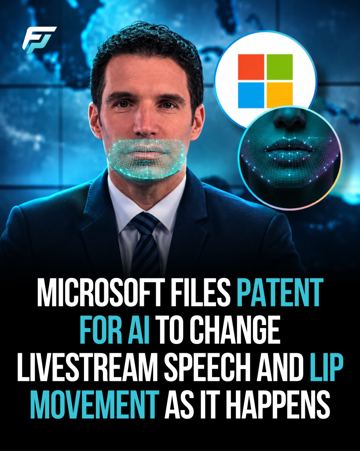 MICROSOFT FILES PATENT
FOR AI TO CHANGE
LIVESTREAM SPEECH AND LIP
MOVEMENT AS IT HAPPENS